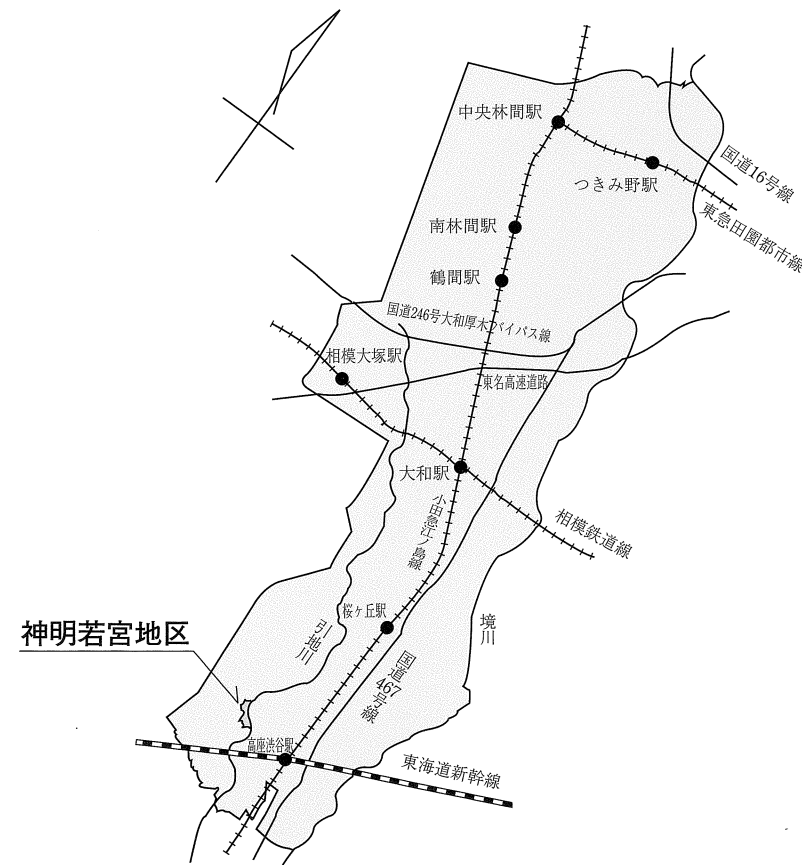 中央林間駅
国道16号線
つきみ野駅
東急田園都市線
南林間駅
鶴間駅
国道246号大和厚木バイパス線
相模大塚駅
東名高速道路
大和駅
小田急江ノ島線
相模鉄道線
桜ヶ丘駅
境川
引地川
神明若宮地区
国道467号線
高座渋谷駅
東海道新幹線